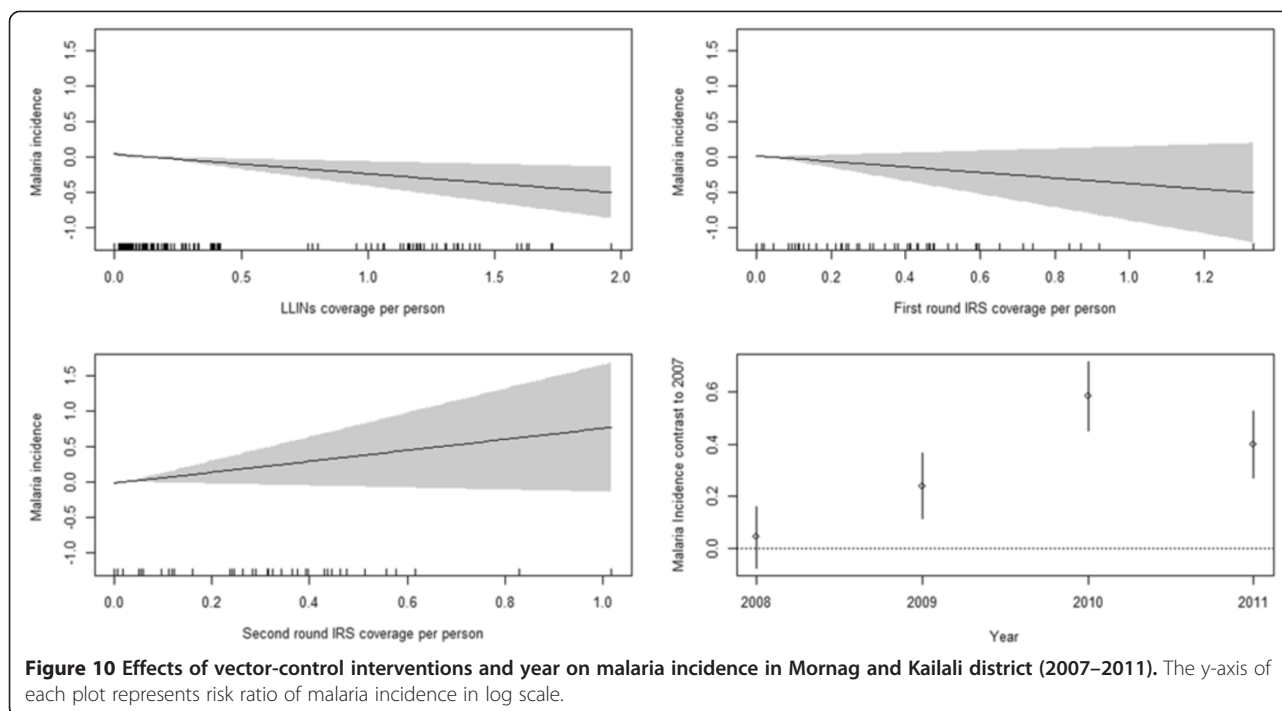 1.5
1.0
0.5
0.0
-0.5
-1.0
Malaria incidence
0.0 0.5 1.0 1.5 2.0
LLINs coverage per person
1.5
1.0
0.5
0.0
-0.5
-1.0
Malaria incidence
0.0 0.2 0.4 0.6 0.8 1.0 1.2
First round IRS coverage per person
1.5
1.0
0.5
0.0
-0.5
-1.0
Malaria incidence
0.0 0.2 0.4 0.6 0.8 1.0
Second round IRS coverage per person
0.6
0.4
0.2
0.0
Malaria Incidence contrast to 2007
2008 2009 2010 2011
Year
Figure 10 Effects of vector-control interventions and year on malaria incidence in Mornag and Kailali district (2007–2011). The y-axis of
each plot represents risk ratio of malaria incidence in log scale.